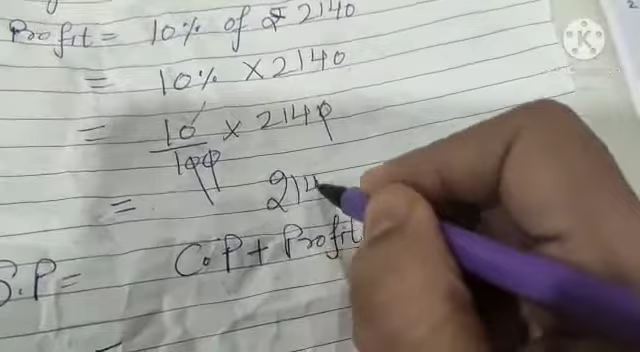 Profit = 10% of ₹ 2140
= 10% × 2140
= 10/100 × 2140
= 214
S.P = C.P + Profit